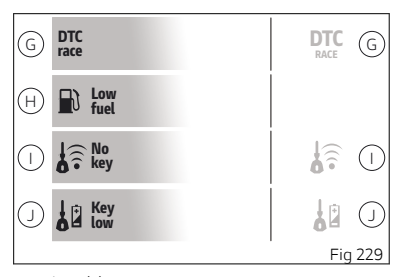 G DTC race DTC RACE G
H Low fuel
I No key I
J Key low J
Fig 229